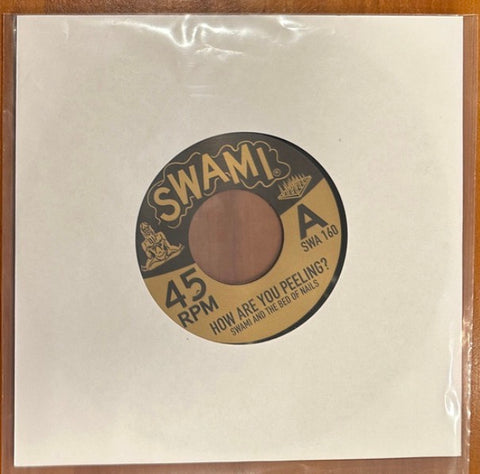 SWAMI®
A
SWA 160
45
RPM
HOW ARE YOU PEELING?
SWAMI AND THE BED OF NAILS